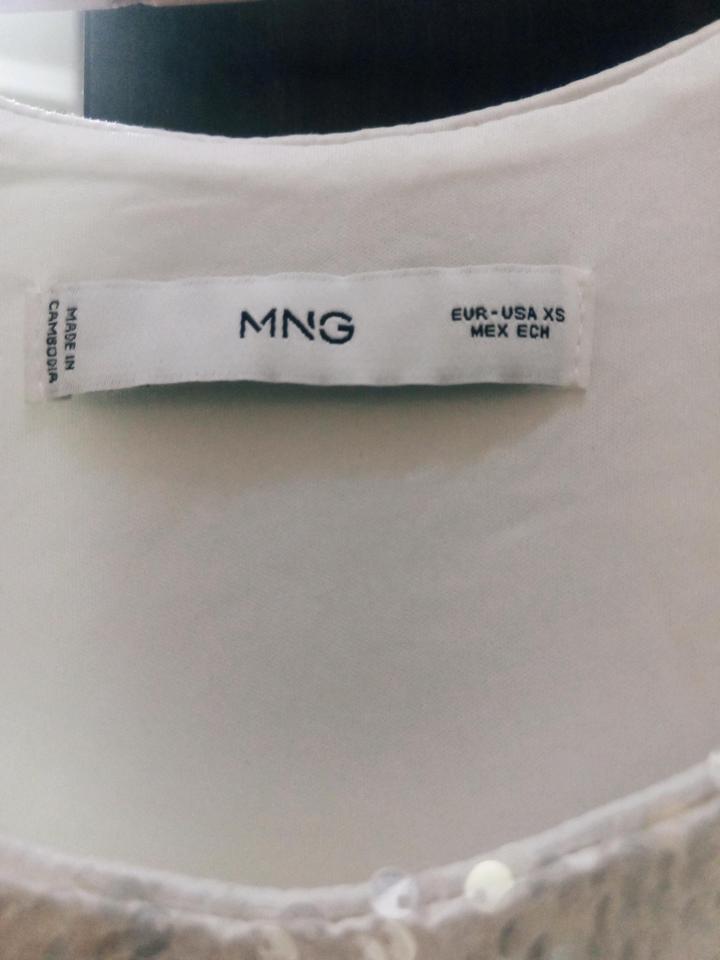 MADE IN
CAMBODIA
MNG
EUR-USA XS
MEX ECH